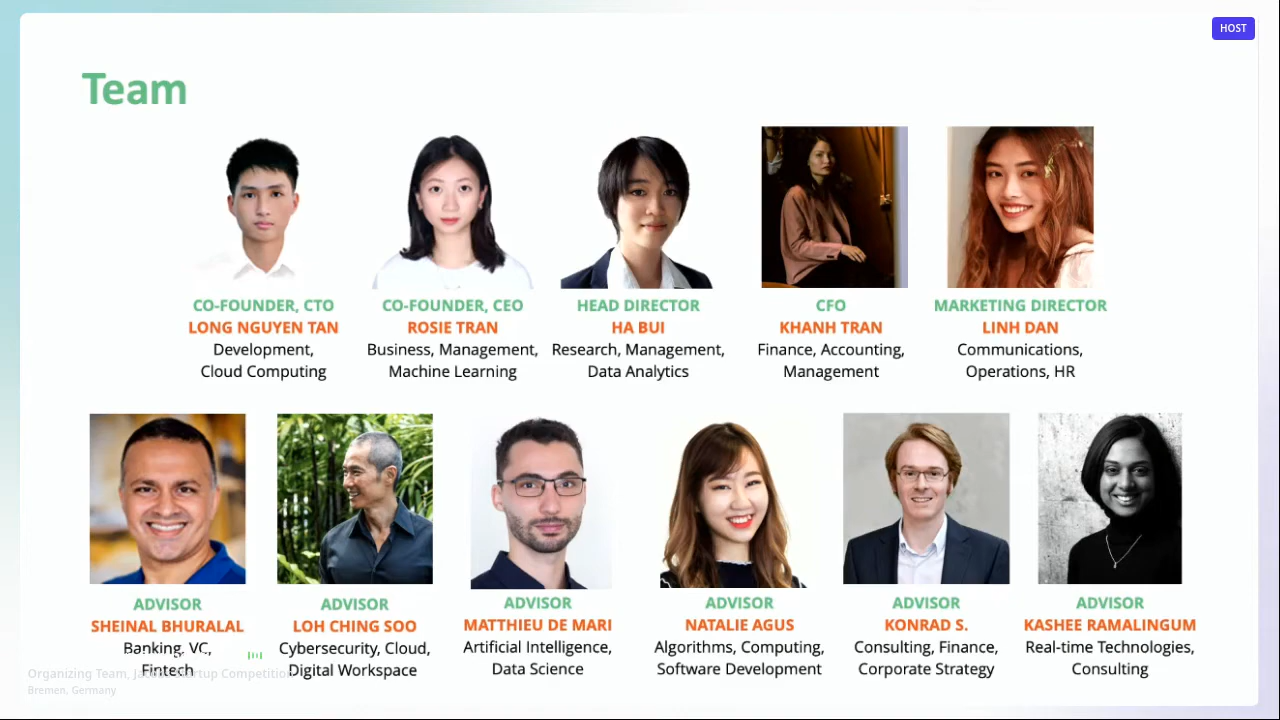 HOST
Team
CO-FOUNDER, CTO
LONG NGUYEN TAN
Development,
Cloud Computing
CO-FOUNDER, CEO
ROSIE TRAN
Business, Management,
Machine Learning
HEAD DIRECTOR
HA BUI
Research, Management,
Data Analytics
CFO
KHANH TRAN
Finance, Accounting,
Management
MARKETING DIRECTOR
LINH DAN
Communications,
Operations, HR
ADVISOR
SHEINAL BHURALAL
Banking, VC,
Fintech
ADVISOR
LOH CHING SOO
Cybersecurity, Cloud,
Digital Workspace
ADVISOR
MATTHIEU DE MARI
Artificial Intelligence,
Data Science
ADVISOR
NATALIE AGUS
Algorithms, Computing,
Software Development
ADVISOR
KONRAD S.
Consulting, Finance,
Corporate Strategy
ADVISOR
KASHEE RAMALINGUM
Real-time Technologies,
Consulting
Organizing Team, Startup Competition
Bremen, Germany